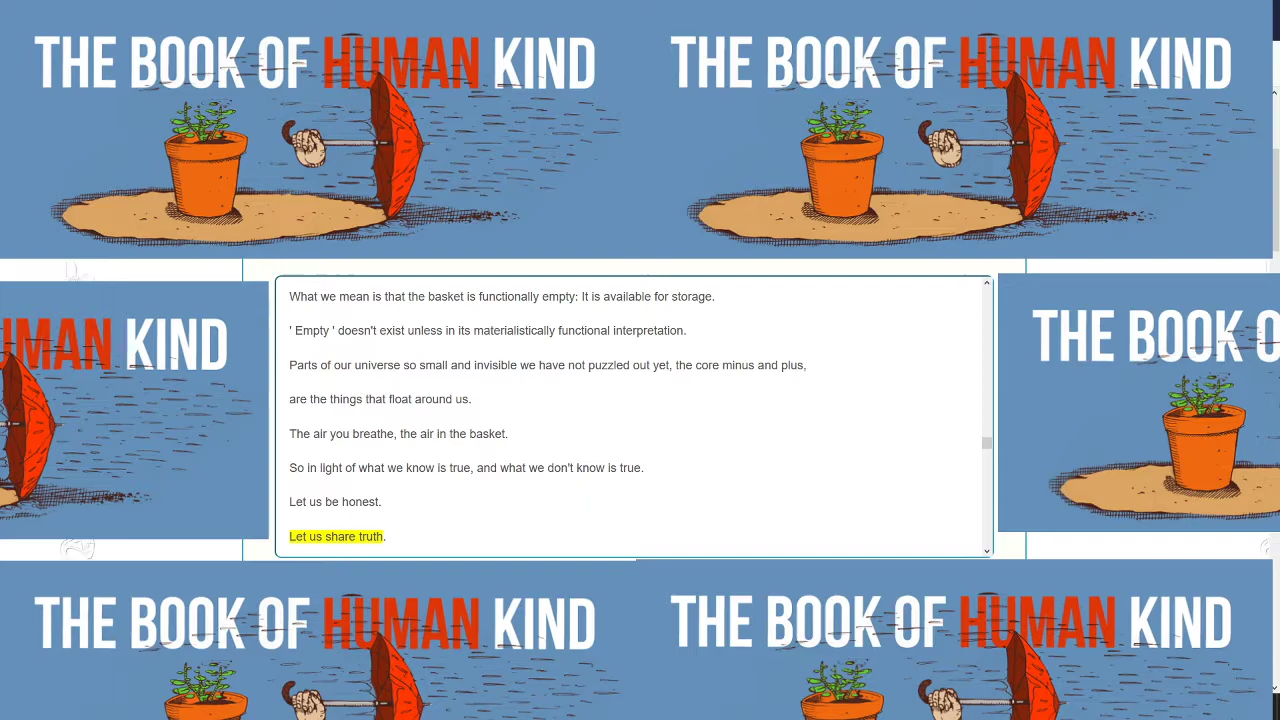 THE BOOK OF HUMAN KIND
THE BOOK OF HUMAN KIND
What we mean is that the basket is functionally empty: It is available for storage.
' Empty ' doesn't exist unless in its materialistically functional interpretation.
UMAN KIND
THE BOOK O
Parts of our universe so small and invisible we have not puzzled out yet, the core minus and plus,
are the things that float around us.
The air you breathe, the air in the basket.
So in light of what we know is true, and what we don't know is true.
Let us be honest.
Let us share truth.
THE BOOK OF HUMAN KIND
THE BOOK OF HUMAN KIND